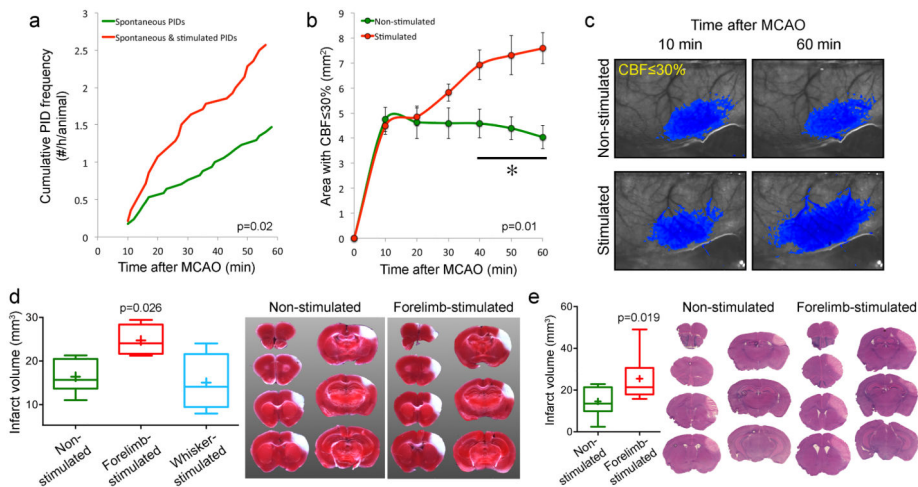 a
Cumulative PID frequency
(#/h/animal)
3
2.5
2
1.5
1
0.5
0
Spontaneous PIDs
Spontaneous & stimulated PIDs
p=0.02
0 10 20 30 40 50 60
Time after MCAO (min)
b
Area with CBF≤30% (mm²)
9
8
7
6
5
4
3
2
1
0
Non-stimulated
Stimulated
*
p=0.01
0 10 20 30 40 50 60
Time after MCAO (min)
c
Time after MCAO
10 min 60 min
CBF≤30%
Non-stimulated
Stimulated
d
Infarct volume (mm³)
30
20
10
p=0.026
Non-
stimulated
Forelimb-
stimulated
Whisker-
stimulated
Non-stimulated Forelimb-stimulated
e
Infarct volume (mm³)
60
40
20
0
p=0.019
Non-
stimulated
Forelimb-
stimulated
Non-stimulated Forelimb-stimulated